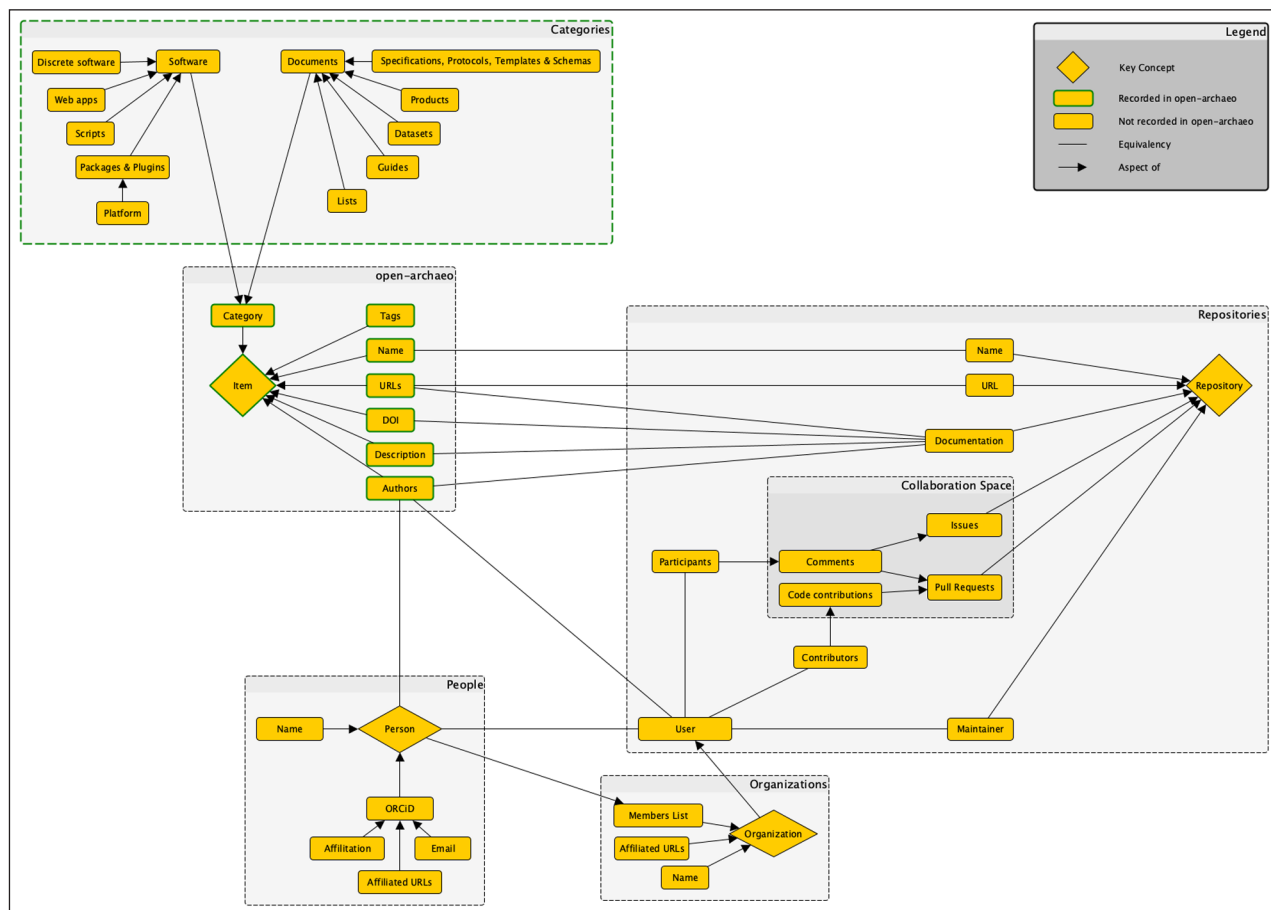 Categories
Legend
Discrete software
Software
Documents
Specifications, Protocols, Templates & Schemas
Key Concept
Web apps
Products
Recorded in open-archaeo
Scripts
Datasets
Not recorded in open-archaeo
Equivalency
Packages & Plugins
Guides
Aspect of
Platform
Lists
open-archaeo
Category
Tags
Repositories
Name
Name
Item
URLs
URL
Repository
DOI
Documentation
Description
Authors
Collaboration Space
Issues
Participants
Comments
Pull Requests
Code contributions
Contributors
People
Name
Person
User
Maintainer
Organizations
ORCiD
Members List
Organization
Affilitation
Email
Affiliated URLs
Name
Affiliated URLs